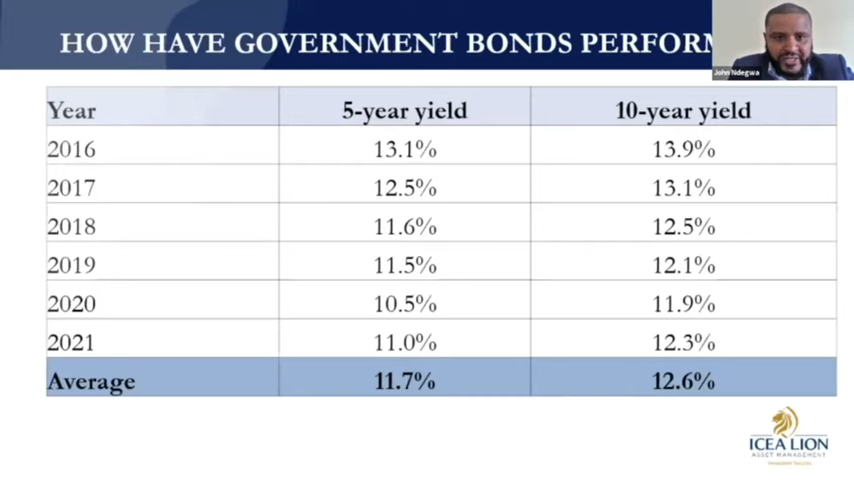 HOW HAVE GOVERNMENT BONDS PERFORM
John Ndegwa
Year 5-year yield 10-year yield
2016 13.1% 13.9%
2017 12.5% 13.1%
2018 11.6% 12.5%
2019 11.5% 12.1%
2020 10.5% 11.9%
2021 11.0% 12.3%
Average 11.7% 12.6%
ICEA LION
ASSET MANAGEMENT